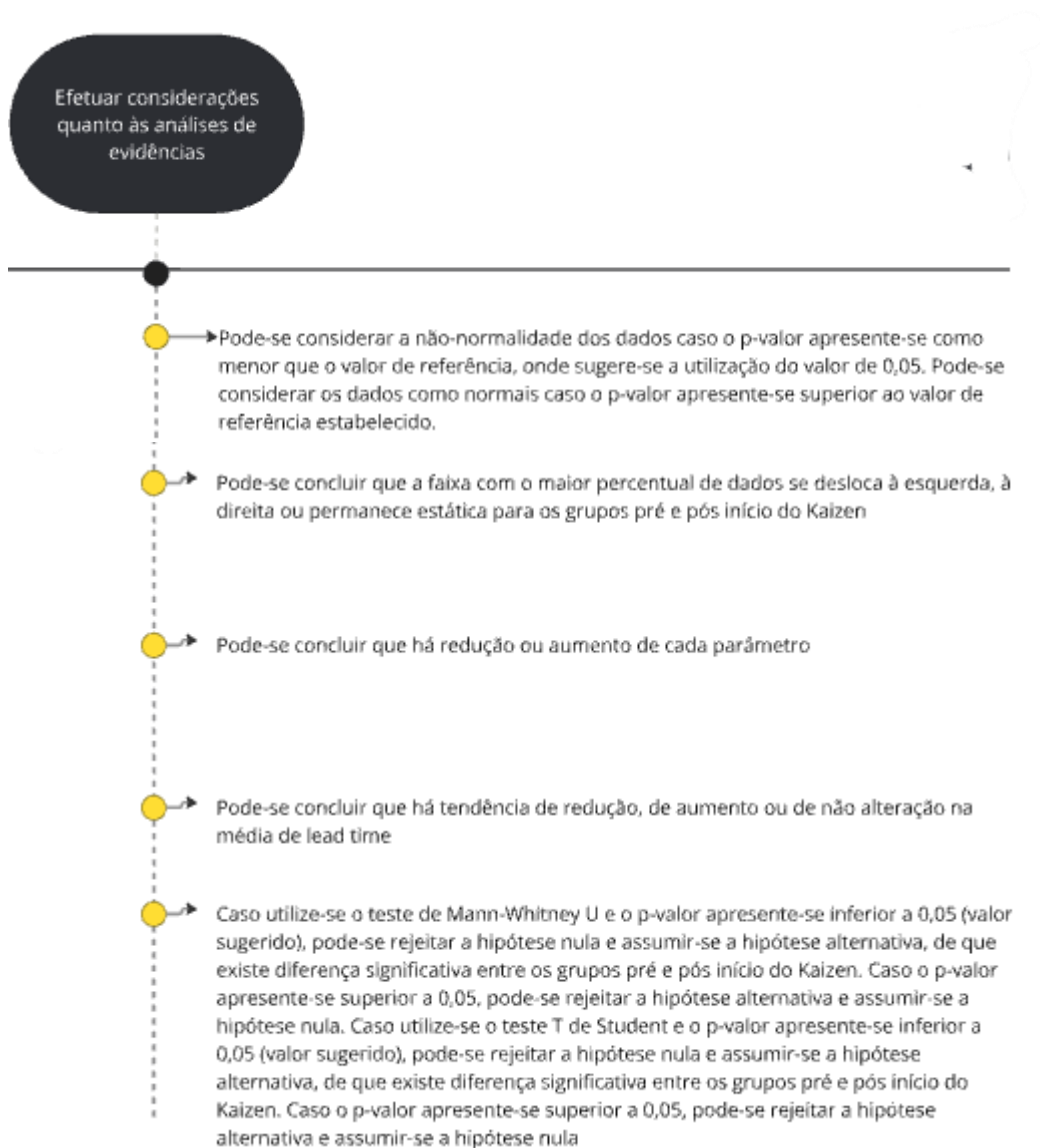 Efetuar considerações
quanto às análises de
evidências
Pode-se considerar a não-normalidade dos dados caso o p-valor apresente-se como
menor que o valor de referência, onde sugere-se a utilização do valor de 0,05. Pode-se
considerar os dados como normais caso o p-valor apresente-se superior ao valor de
referência estabelecido.
Pode-se concluir que a faixa com o maior percentual de dados se desloca à esquerda, à
direita ou permanece estática para os grupos pré e pós início do Kaizen
Pode-se concluir que há redução ou aumento de cada parâmetro
Pode-se concluir que há tendência de redução, de aumento ou de não alteração na
média de lead time
Caso utilize-se o teste de Mann-Whitney U e o p-valor apresente-se inferior a 0,05 (valor
sugerido), pode-se rejeitar a hipótese nula e assumir-se a hipótese alternativa, de que
existe diferença significativa entre os grupos pré e pós início do Kaizen. Caso o p-valor
apresente-se superior a 0,05, pode-se rejeitar a hipótese alternativa e assumir-se a
hipótese nula. Caso utilize-se o teste T de Student e o p-valor apresente-se inferior a
0,05 (valor sugerido), pode-se rejeitar a hipótese nula e assumir-se a hipótese
alternativa, de que existe diferença significativa entre os grupos pré e pós início do
Kaizen. Caso o p-valor apresente-se superior a 0,05, pode-se rejeitar a hipótese
alternativa e assumir-se a hipótese nula